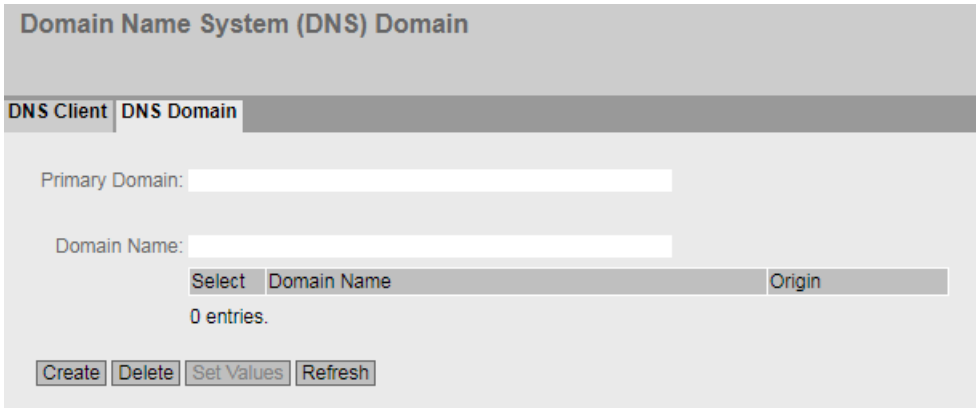 Domain Name System (DNS) Domain
DNS Client DNS Domain
Primary Domain:
Domain Name:
Select Domain Name Origin
0 entries.
Create Delete Set Values Refresh